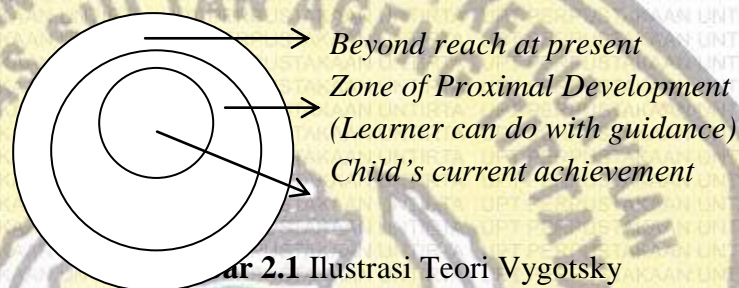 Beyond reach at present
Zone of Proximal Development
(Learner can do with guidance)
Child’s current achievement
2.1 Ilustrasi Teori Vygotsky